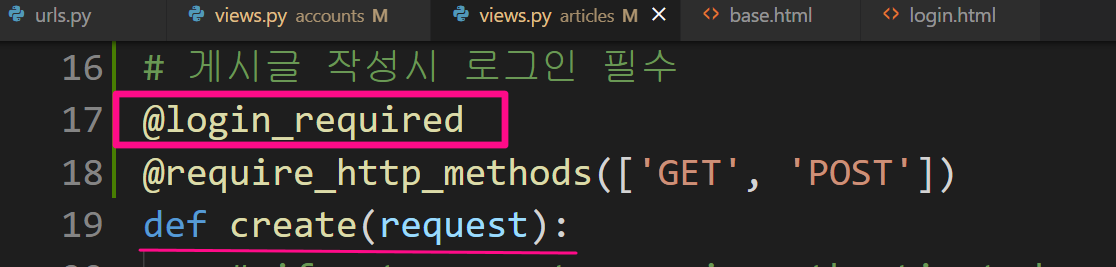 urls.py views.py accounts M views.py articles M base.html login.html
16 # 게시글 작성시 로그인 필수
17 @login_required
18 @require_http_methods(['GET', 'POST'])
19 def create(request):